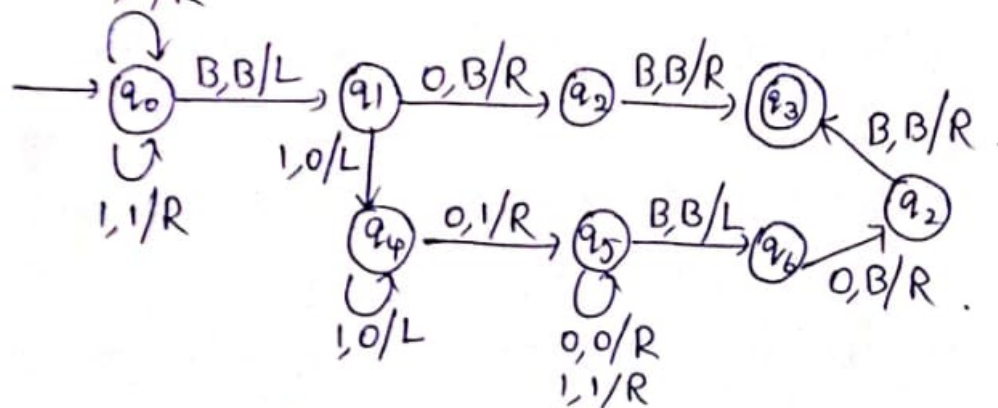 q0
B,B/L
q1
0,B/R
q2
B,B/R
q3
B,B/R
1,1/R
1,0/L
q4
0,1/R
q5
B,B/L
q6
0,B/R
q2
1,0/L
0,0/R
1,1/R